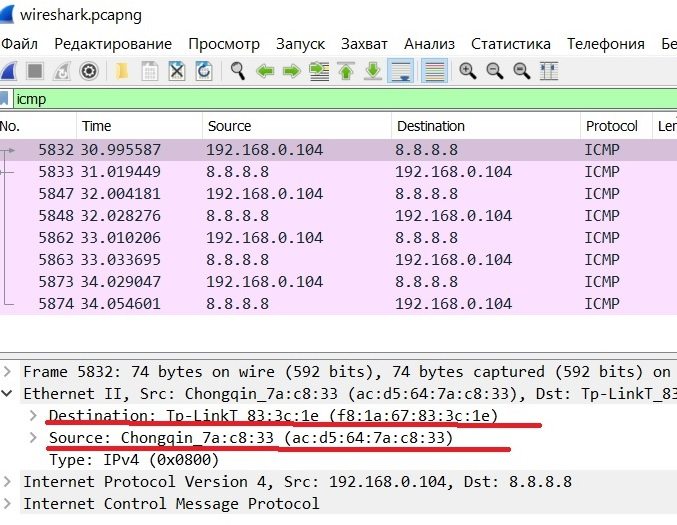 wireshark.pcapng
Файл Редактирование Просмотр Запуск Захват Анализ Статистика Телефония Бе
icmp
No. Time Source Destination Protocol Ler
5832 30.995587 192.168.0.104 8.8.8.8 ICMP
5833 31.019449 8.8.8.8 192.168.0.104 ICMP
5847 32.004181 192.168.0.104 8.8.8.8 ICMP
5848 32.028276 8.8.8.8 192.168.0.104 ICMP
5862 33.010206 192.168.0.104 8.8.8.8 ICMP
5863 33.033695 8.8.8.8 192.168.0.104 ICMP
5873 34.029047 192.168.0.104 8.8.8.8 ICMP
5874 34.054601 8.8.8.8 192.168.0.104 ICMP
Frame 5832: 74 bytes on wire (592 bits), 74 bytes captured (592 bits) on
Ethernet II, Src: Chongqin_7a:c8:33 (ac:d5:64:7a:c8:33), Dst: Tp-LinkT_83
Destination: Tp-LinkT_83:3c:1e (f8:1a:67:83:3c:1e)
Source: Chongqin_7a:c8:33 (ac:d5:64:7a:c8:33)
Type: IPv4 (0x0800)
Internet Protocol Version 4, Src: 192.168.0.104, Dst: 8.8.8.8
Internet Control Message Protocol